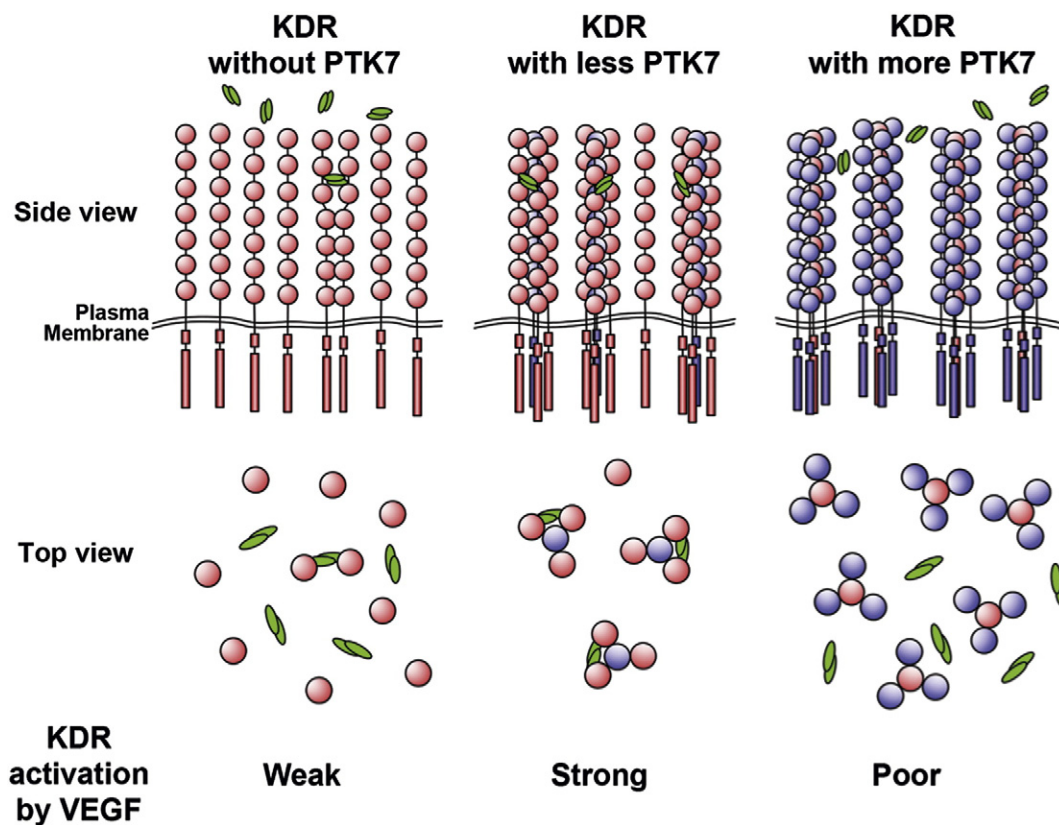 KDR
without PTK7
KDR
with less PTK7
KDR
with more PTK7
Side view
Plasma
Membrane
Top view
KDR
activation
by VEGF
Weak
Strong
Poor